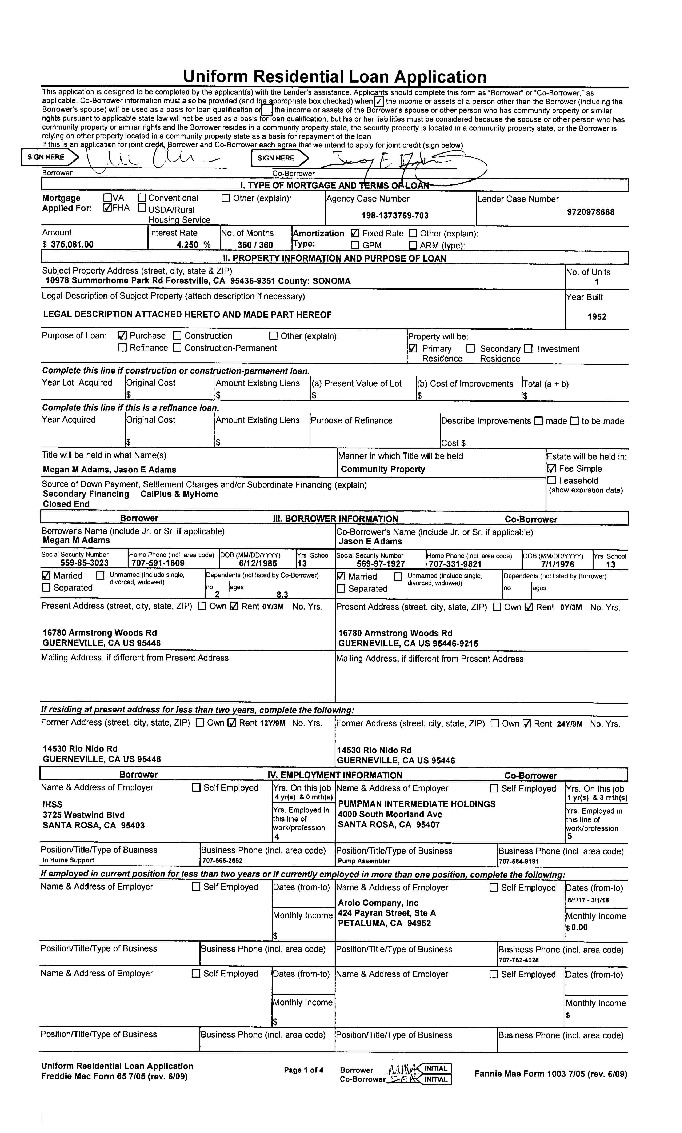 Uniform Residential Loan Application
This application is designed to be completed by the applicant(s) with the Lender's assistance. Applicants should complete this form as "Borrower" or "Co-Borrower," as
applicable. Co-Borrower information must also be provided (and the appropriate box checked) when ☑ the income or assets of a person other than the Borrower (including the
Borrower's spouse) will be used as a basis for loan qualification or ☐ the income or assets of the Borrower's spouse or other person who has community property or similar
rights pursuant to applicable state law will not be used as a basis for loan qualification, but his or her liabilities must be considered because the spouse or other person who has
community property or similar rights and the Borrower resides in a community property state, the security property is located in a community property state, or the Borrower is
relying on other property located in a community property state as a basis for repayment of the loan.
If this is an application for joint credit, Borrower and Co-Borrower each agree that we intend to apply for joint credit (sign below)
SIGN HERE SIGN HERE
Borrower Co-Borrower
I. TYPE OF MORTGAGE AND TERMS OF LOAN
Mortgage Applied For: ☐ VA ☐ Conventional ☐ Other (explain): Agency Case Number Lender Case Number
☑ FHA ☐ USDA/Rural Housing Service 198-1373769-703 9720978668
Amount Interest Rate No. of Months Amortization Type: ☑ Fixed Rate ☐ Other (explain):
$ 375,081.00 4.250 % 360 / 360 ☐ GPM ☐ ARM (type):
II. PROPERTY INFORMATION AND PURPOSE OF LOAN
Subject Property Address (street, city, state & ZIP) No. of Units
10978 Summerhome Park Rd Forestville, CA 95436-9351 County: SONOMA 1
Legal Description of Subject Property (attach description if necessary) Year Built
LEGAL DESCRIPTION ATTACHED HERETO AND MADE PART HEREOF 1952
Purpose of Loan: ☑ Purchase ☐ Construction ☐ Other (explain) Property will be:
☐ Refinance ☐ Construction-Permanent ☑ Primary Residence ☐ Secondary Residence ☐ Investment
Complete this line if construction or construction-permanent loan.
Year Lot Acquired Original Cost Amount Existing Liens (a) Present Value of Lot (b) Cost of Improvements Total (a + b)
$ $ $ $ $
Complete this line if this is a refinance loan.
Year Acquired Original Cost Amount Existing Liens Purpose of Refinance Describe Improvements ☐ made ☐ to be made
$ $ Cost $
Title will be held in what Name(s) Manner in which Title will be held Estate will be held in:
Megan M Adams, Jason E Adams Community Property ☑ Fee Simple
Source of Down Payment, Settlement Charges and/or Subordinate Financing (explain) ☐ Leasehold
Secondary Financing CalPlus & MyHome (show expiration date)
Closed End
Borrower III. BORROWER INFORMATION Co-Borrower
Borrower's Name (include Jr. or Sr. if applicable) Co-Borrower's Name (include Jr. or Sr. if applicable)
Megan M Adams Jason E Adams
Social Security Number Home Phone (incl. area code) DOB (MM/DD/YYYY) Yrs. School Social Security Number Home Phone (incl. area code) DOB (MM/DD/YYYY) Yrs. School
559-85-3023 707-591-1609 6/12/1985 13 569-97-1927 707-331-9821 7/1/1976 13
☑ Married ☐ Unmarried (include single, divorced, widowed) Dependents (not listed by Co-Borrower) ☑ Married ☐ Unmarried (include single, divorced, widowed) Dependents (not listed by Borrower)
☐ Separated no. 2 ages 8,3 ☐ Separated no. ages
Present Address (street, city, state, ZIP) ☐ Own ☑ Rent 0Y/3M No. Yrs. Present Address (street, city, state, ZIP) ☐ Own ☑ Rent 0Y/3M No. Yrs.
16780 Armstrong Woods Rd 16780 Armstrong Woods Rd
GUERNEVILLE, CA US 95446 GUERNEVILLE, CA US 95446-9215
Mailing Address, if different from Present Address Mailing Address, if different from Present Address
If residing at present address for less than two years, complete the following:
Former Address (street, city, state, ZIP) ☐ Own ☑ Rent 12Y/9M No. Yrs. Former Address (street, city, state, ZIP) ☐ Own ☑ Rent 24Y/9M No. Yrs.
14530 Rio Nido Rd 14530 Rio Nido Rd
GUERNEVILLE, CA US 95446 GUERNEVILLE, CA US 95446
Borrower IV. EMPLOYMENT INFORMATION Co-Borrower
Name & Address of Employer ☐ Self Employed Yrs. On this job Name & Address of Employer ☐ Self Employed Yrs. On this job
4 yr(s) & 0 mth(s) 1 yr(s) & 3 mth(s)
IHSS PUMPMAN INTERMEDIATE HOLDINGS
3725 Westwind Blvd 4000 South Moorland Ave
SANTA ROSA, CA 95403 SANTA ROSA, CA 95407
Yrs. Employed in this line of work/profession 4 Yrs. Employed in this line of work/profession 5
Position/Title/Type of Business Business Phone (incl. area code) Position/Title/Type of Business Business Phone (incl. area code)
In Home Support Pump Assembler
If employed in current position for less than two years or if currently employed in more than one position, complete the following:
Name & Address of Employer ☐ Self Employed Dates (from-to) Name & Address of Employer ☐ Self Employed Dates (from-to)
Monthly Income $ Arolo Company, Inc Monthly Income
424 Payran Street, Ste A $ 0.00
PETALUMA, CA 94952
Position/Title/Type of Business Business Phone (incl. area code) Position/Title/Type of Business Business Phone (incl. area code)
Name & Address of Employer ☐ Self Employed Dates (from-to) Name & Address of Employer ☐ Self Employed Dates (from-to)
Monthly Income Monthly Income
$ $
Position/Title/Type of Business Business Phone (incl. area code) Position/Title/Type of Business Business Phone (incl. area code)
Uniform Residential Loan Application Page 1 of 4 Borrower INITIAL Fannie Mae Form 1003 7/05 (rev. 6/09)
Freddie Mac Form 65 7/05 (rev. 6/09) Co-Borrower INITIAL